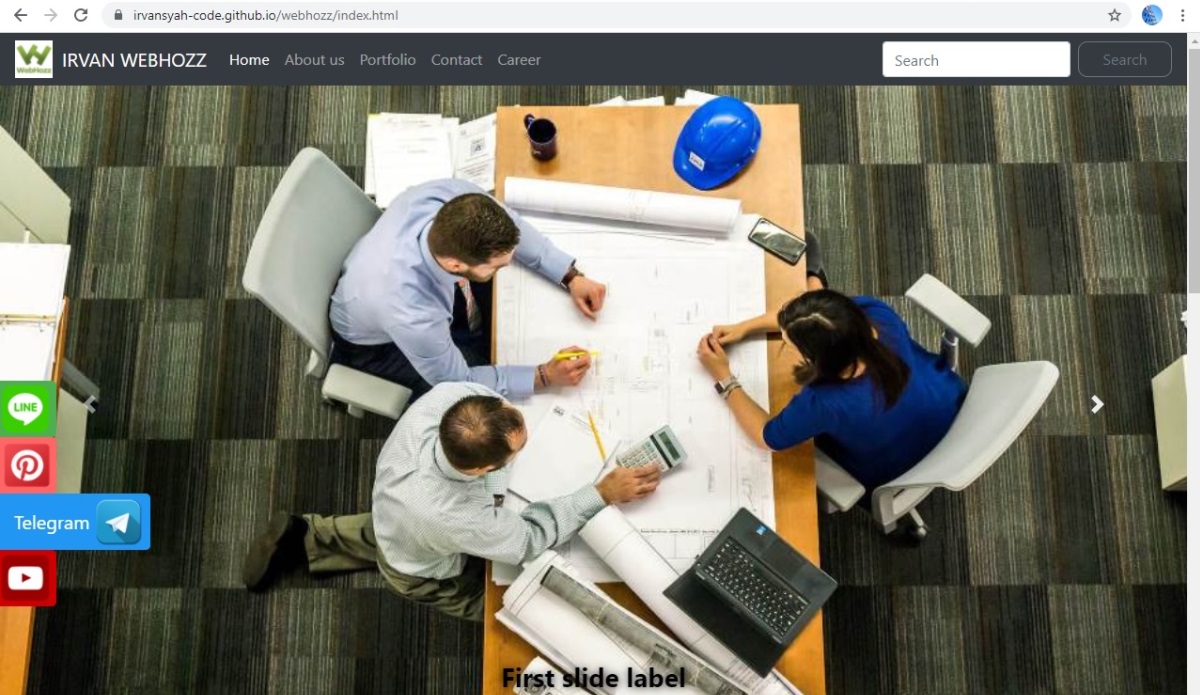 irvansyah-code.github.io/webhozz/index.html
WebHozz
IRVAN WEBHOZZ Home About us Portfolio Contact Career Search Search
LINE
Telegram
First slide label